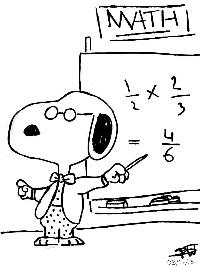 MATH
1/2 × 2/3
= 4/6